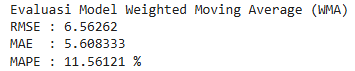 Evaluasi Model Weighted Moving Average (WMA)
RMSE : 6.56262
MAE  : 5.608333
MAPE : 11.56121 %